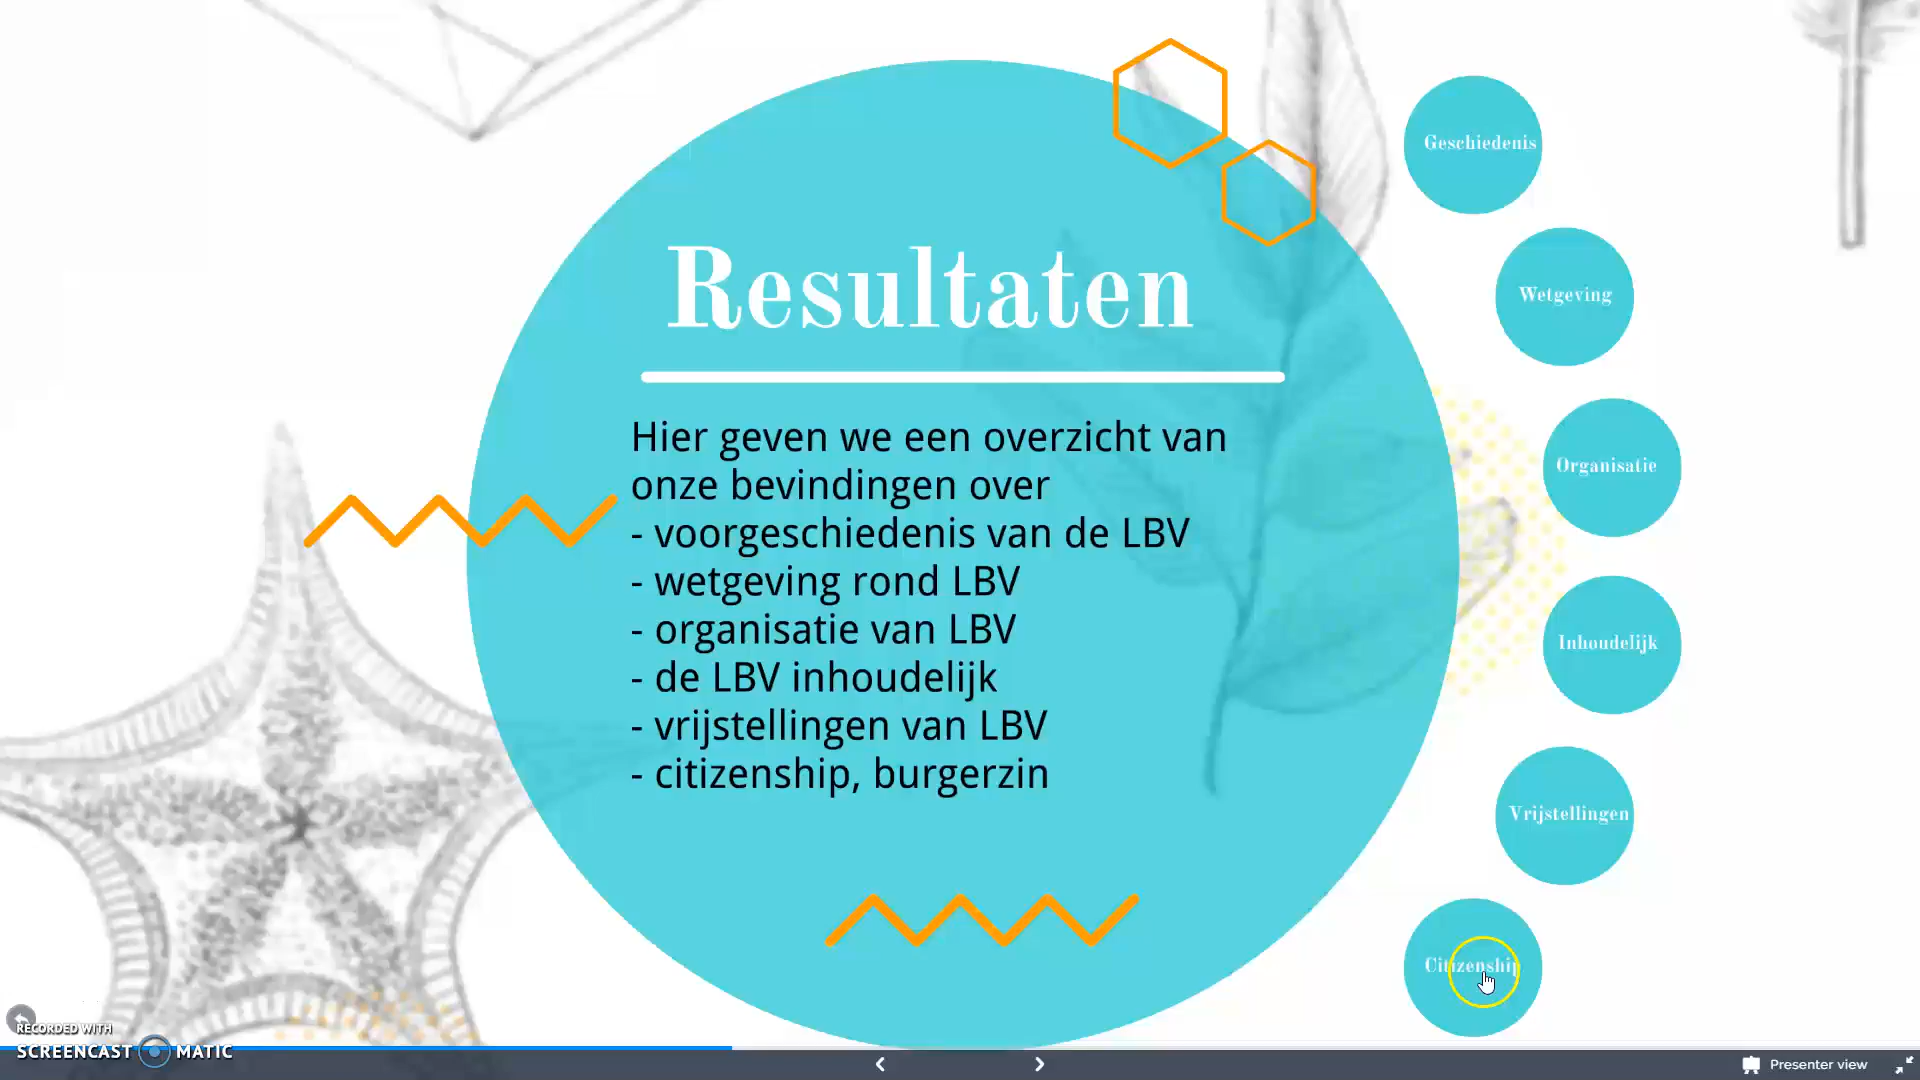 Resultaten
Hier geven we een overzicht van
onze bevindingen over
- voorgeschiedenis van de LBV
- wetgeving rond LBV
- organisatie van LBV
- de LBV inhoudelijk
- vrijstellingen van LBV
- citizenship, burgerzin
Geschiedenis
Wetgeving
Organisatie
Inhoudelijk
Vrijstellingen
Citizenship
RECORDED WITH
SCREENCAST MATIC
Presenter view